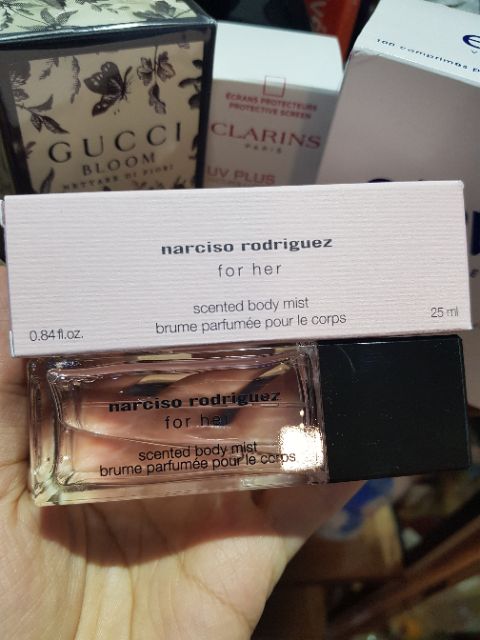 GUCCI
BLOOM
NETTARE DI FIORI
ÉCRANS PROTECTEURS
PROTECTIVE SCREEN
CLARINS
PARIS
UV PLUS
100 comprimés
narciso rodriguez
for her
scented body mist
brume parfumée pour le corps
0.84 fl.oz.
25 ml
narciso rodriguez
for her
scented body mist
brume parfumée pour le corps